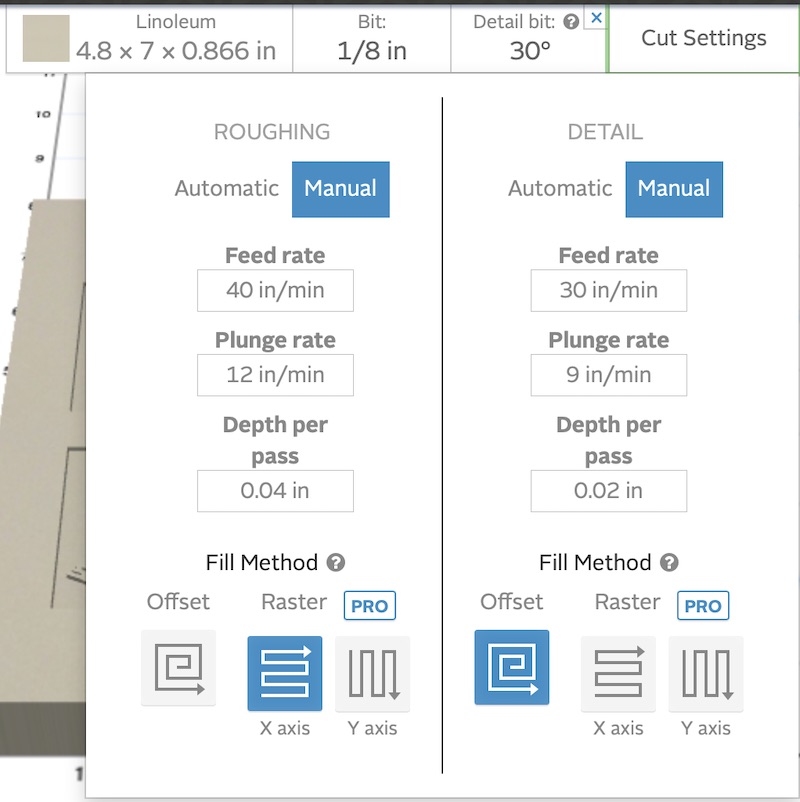 Linoleum
4.8 × 7 × 0.866 in
Bit:
1/8 in
Detail bit: ?
30°
×
Cut Settings
10
9
ROUGHING
Automatic Manual
Feed rate
40 in/min
Plunge rate
12 in/min
Depth per
pass
0.04 in
Fill Method ?
Offset Raster PRO
X axis Y axis
DETAIL
Automatic Manual
Feed rate
30 in/min
Plunge rate
9 in/min
Depth per
pass
0.02 in
Fill Method ?
Offset Raster PRO
X axis Y axis
1